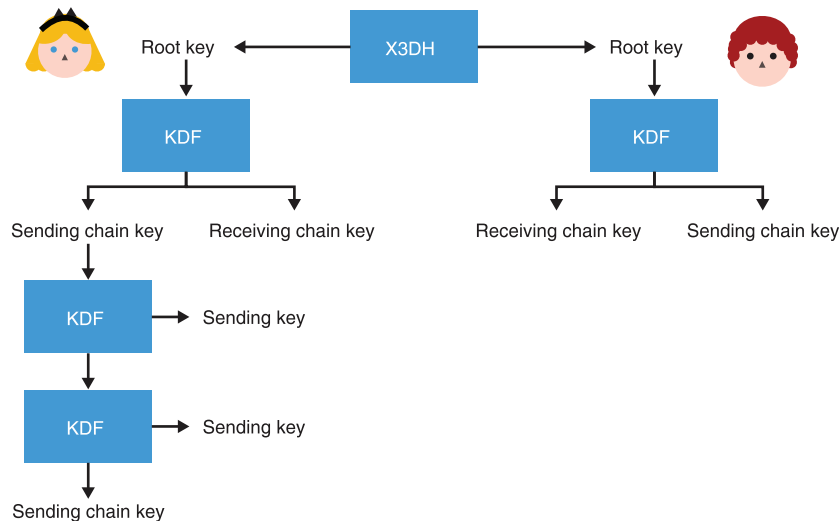 Root key
X3DH
Root key
KDF
KDF
Sending chain key
Receiving chain key
Receiving chain key
Sending chain key
KDF
Sending key
KDF
Sending key
Sending chain key